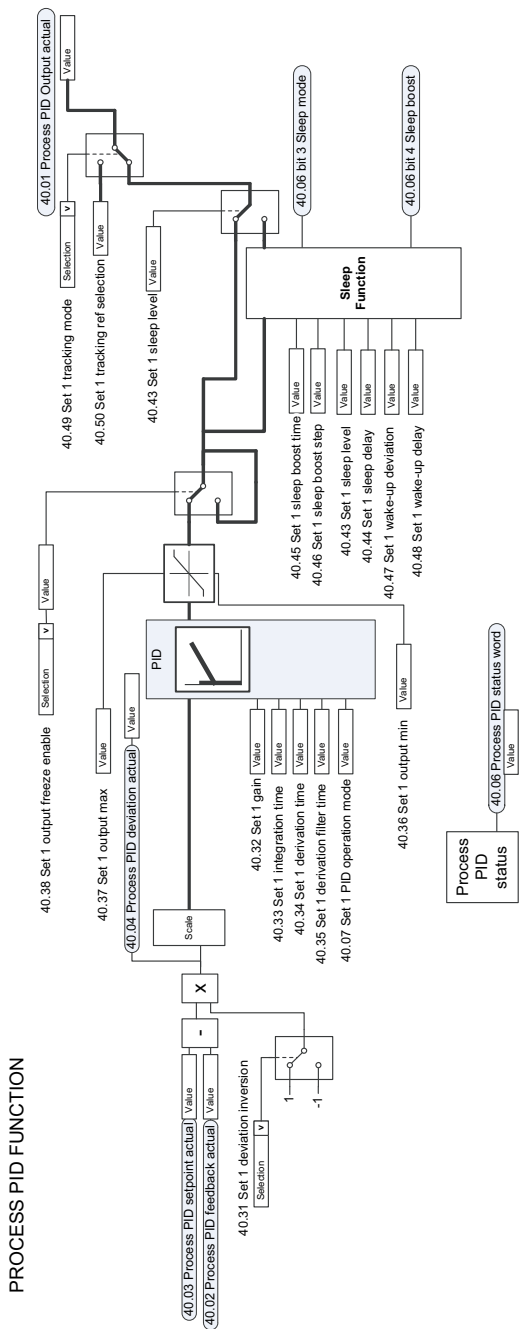 PROCESS PID FUNCTION
40.03 Process PID setpoint actual Value
40.02 Process PID feedback actual Value
-
X
40.31 Set 1 deviation inversion
Selection v
1
-1
Scale
40.04 Process PID deviation actual Value
40.37 Set 1 output max Value
40.38 Set 1 output freeze enable
Selection v Value
PID
40.32 Set 1 gain Value
40.33 Set 1 integration time Value
40.34 Set 1 derivation time Value
40.35 Set 1 derivation filter time Value
40.07 Set 1 PID operation mode Value
40.36 Set 1 output min
Value
40.49 Set 1 tracking mode Selection v
40.50 Set 1 tracking ref selection Value
40.43 Set 1 sleep level Value
40.01 Process PID Output actual
Value
40.45 Set 1 sleep boost time Value
40.46 Set 1 sleep boost step Value
40.43 Set 1 sleep level Value
40.44 Set 1 sleep delay Value
40.47 Set 1 wake-up deviation Value
40.48 Set 1 wake-up delay Value
Sleep
Function
40.06 bit 3 Sleep mode
40.06 bit 4 Sleep boost
Process
PID
status
40.06 Process PID status word
Value